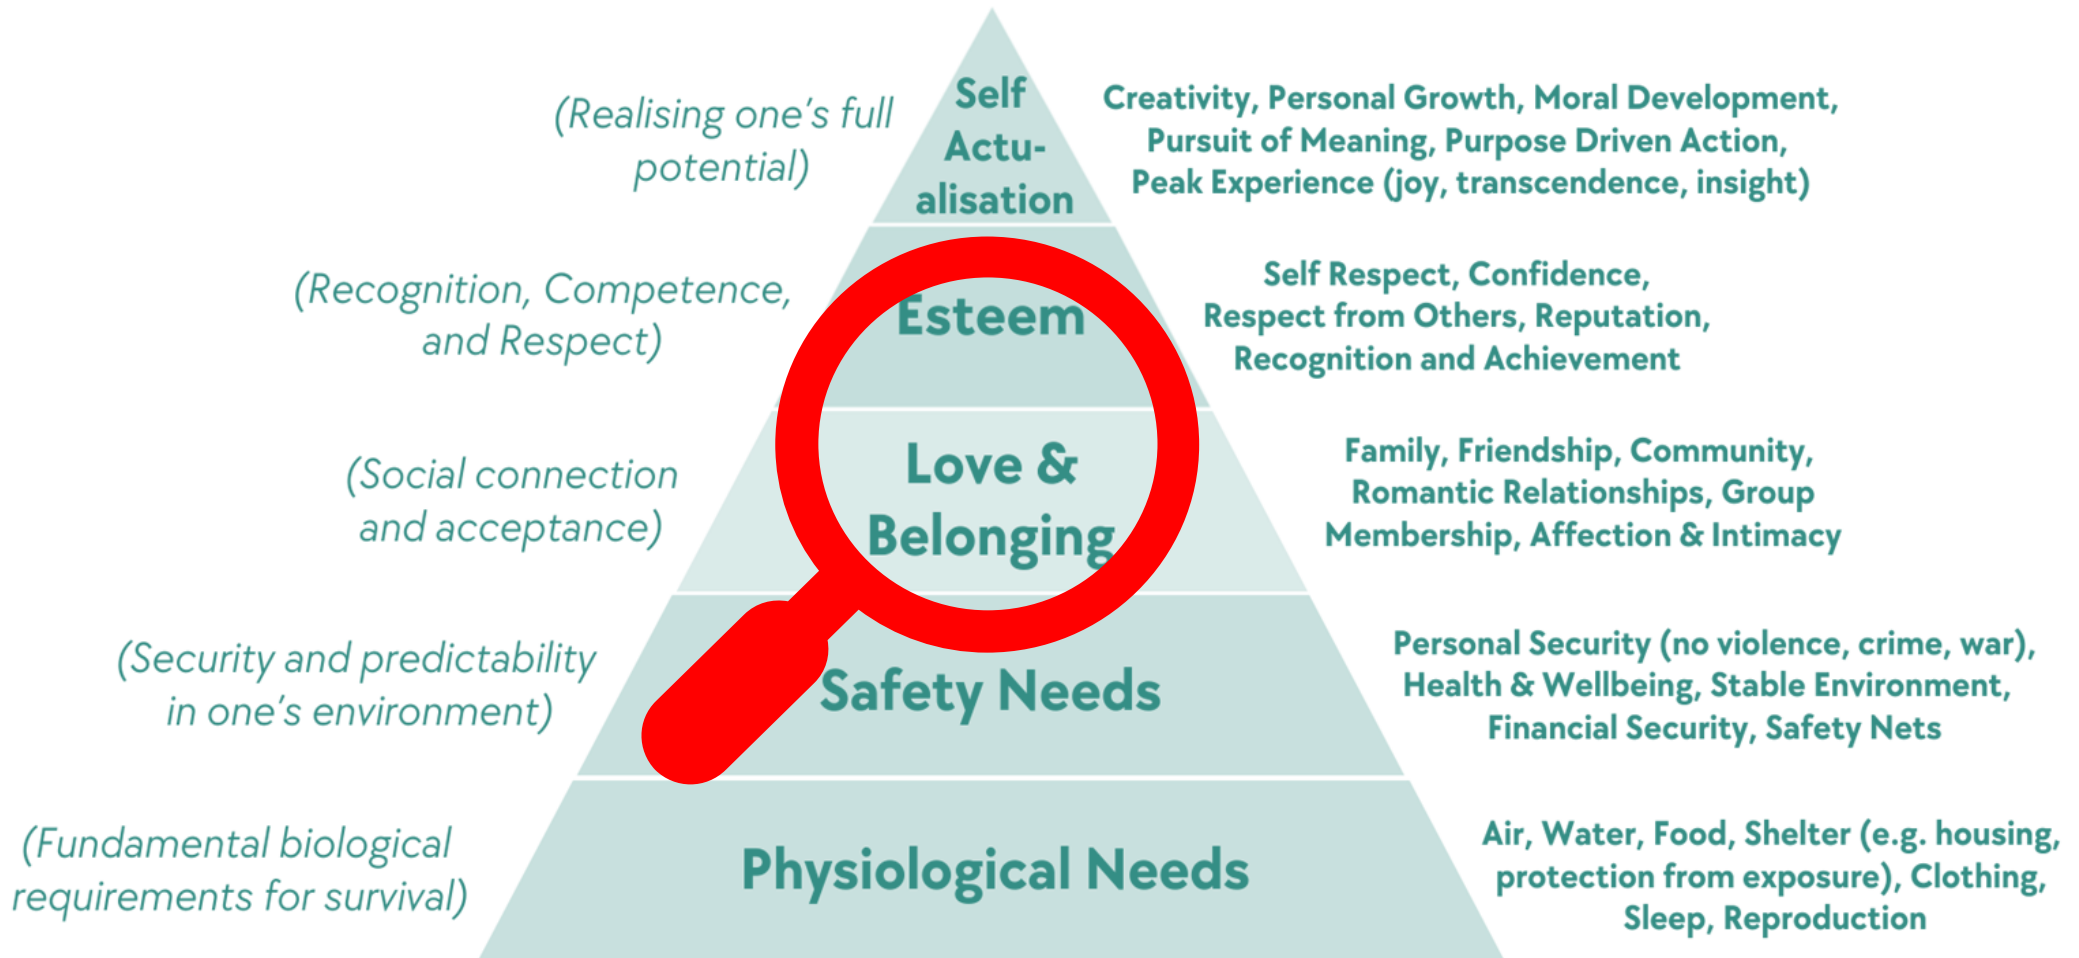 (Realising one's full
potential)
Self
Actu-
alisation
Creativity, Personal Growth, Moral Development,
Pursuit of Meaning, Purpose Driven Action,
Peak Experience (joy, transcendence, insight)
(Recognition, Competence,
and Respect)
Esteem
Self Respect, Confidence,
Respect from Others, Reputation,
Recognition and Achievement
(Social connection
and acceptance)
Love &
Belonging
Family, Friendship, Community,
Romantic Relationships, Group
Membership, Affection & Intimacy
(Security and predictability
in one's environment)
Safety Needs
Personal Security (no violence, crime, war),
Health & Wellbeing, Stable Environment,
Financial Security, Safety Nets
(Fundamental biological
requirements for survival)
Physiological Needs
Air, Water, Food, Shelter (e.g. housing,
protection from exposure), Clothing,
Sleep, Reproduction